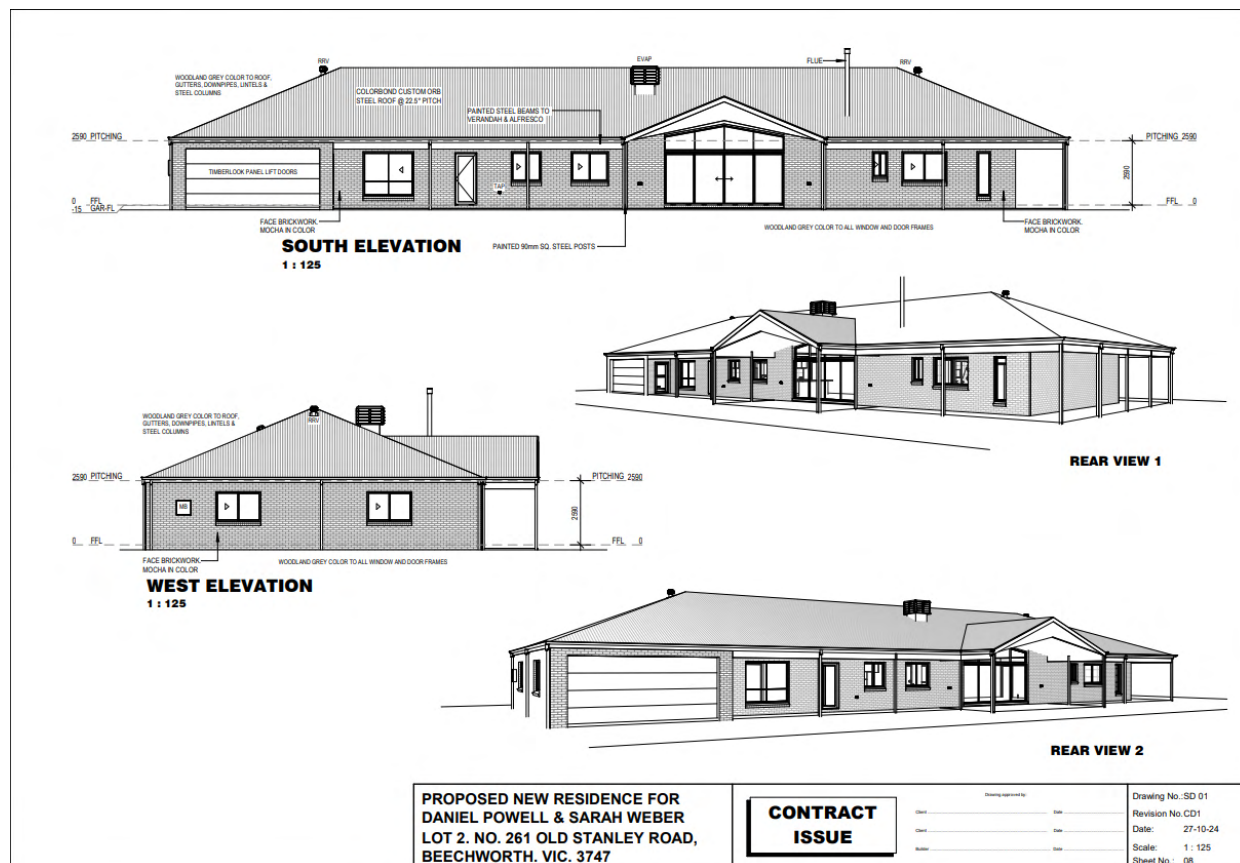 RRV
EVAP
FLUE
RRV
WOODLAND GREY COLOR TO ROOF,
GUTTERS, DOWNPIPES, LINTELS &
STEEL COLUMNS
COLORBOND CUSTOM ORB
STEEL ROOF @ 22.5° PITCH
PAINTED STEEL BEAMS TO
VERANDAH & ALFRESCO
2590 PITCHING
PITCHING 2590
TIMBERLOOK PANEL LIFT DOORS
TAP
2590
0 FFL
-15 GAR-FL
FFL 0
FACE BRICKWORK.
MOCHA IN COLOR
PAINTED 90mm SQ. STEEL POSTS
WOODLAND GREY COLOR TO ALL WINDOW AND DOOR FRAMES
FACE BRICKWORK.
MOCHA IN COLOR
SOUTH ELEVATION
1 : 125
REAR VIEW 1
WOODLAND GREY COLOR TO ROOF,
GUTTERS, DOWNPIPES, LINTELS &
STEEL COLUMNS
RRV
2590 PITCHING
PITCHING 2590
MB
2590
0 FFL
FFL 0
FACE BRICKWORK.
MOCHA IN COLOR
WOODLAND GREY COLOR TO ALL WINDOW AND DOOR FRAMES
WEST ELEVATION
1 : 125
REAR VIEW 2
PROPOSED NEW RESIDENCE FOR
DANIEL POWELL & SARAH WEBER
LOT 2. NO. 261 OLD STANLEY ROAD,
BEECHWORTH. VIC. 3747
CONTRACT
ISSUE
Drawing approved by:
Client Date
Client Date
Builder Date
Drawing No.:SD 01
Revision No.CD1
Date: 27-10-24
Scale: 1 : 125
Sheet No.: 08